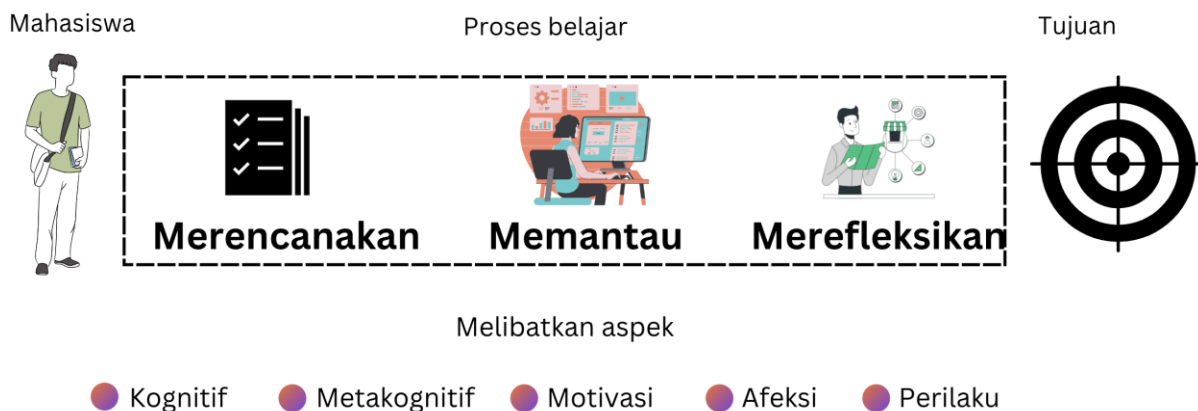 Mahasiswa
Proses belajar
Tujuan
Merencanakan
Memantau
Merefleksikan
Melibatkan aspek
Kognitif
Metakognitif
Motivasi
Afeksi
Perilaku